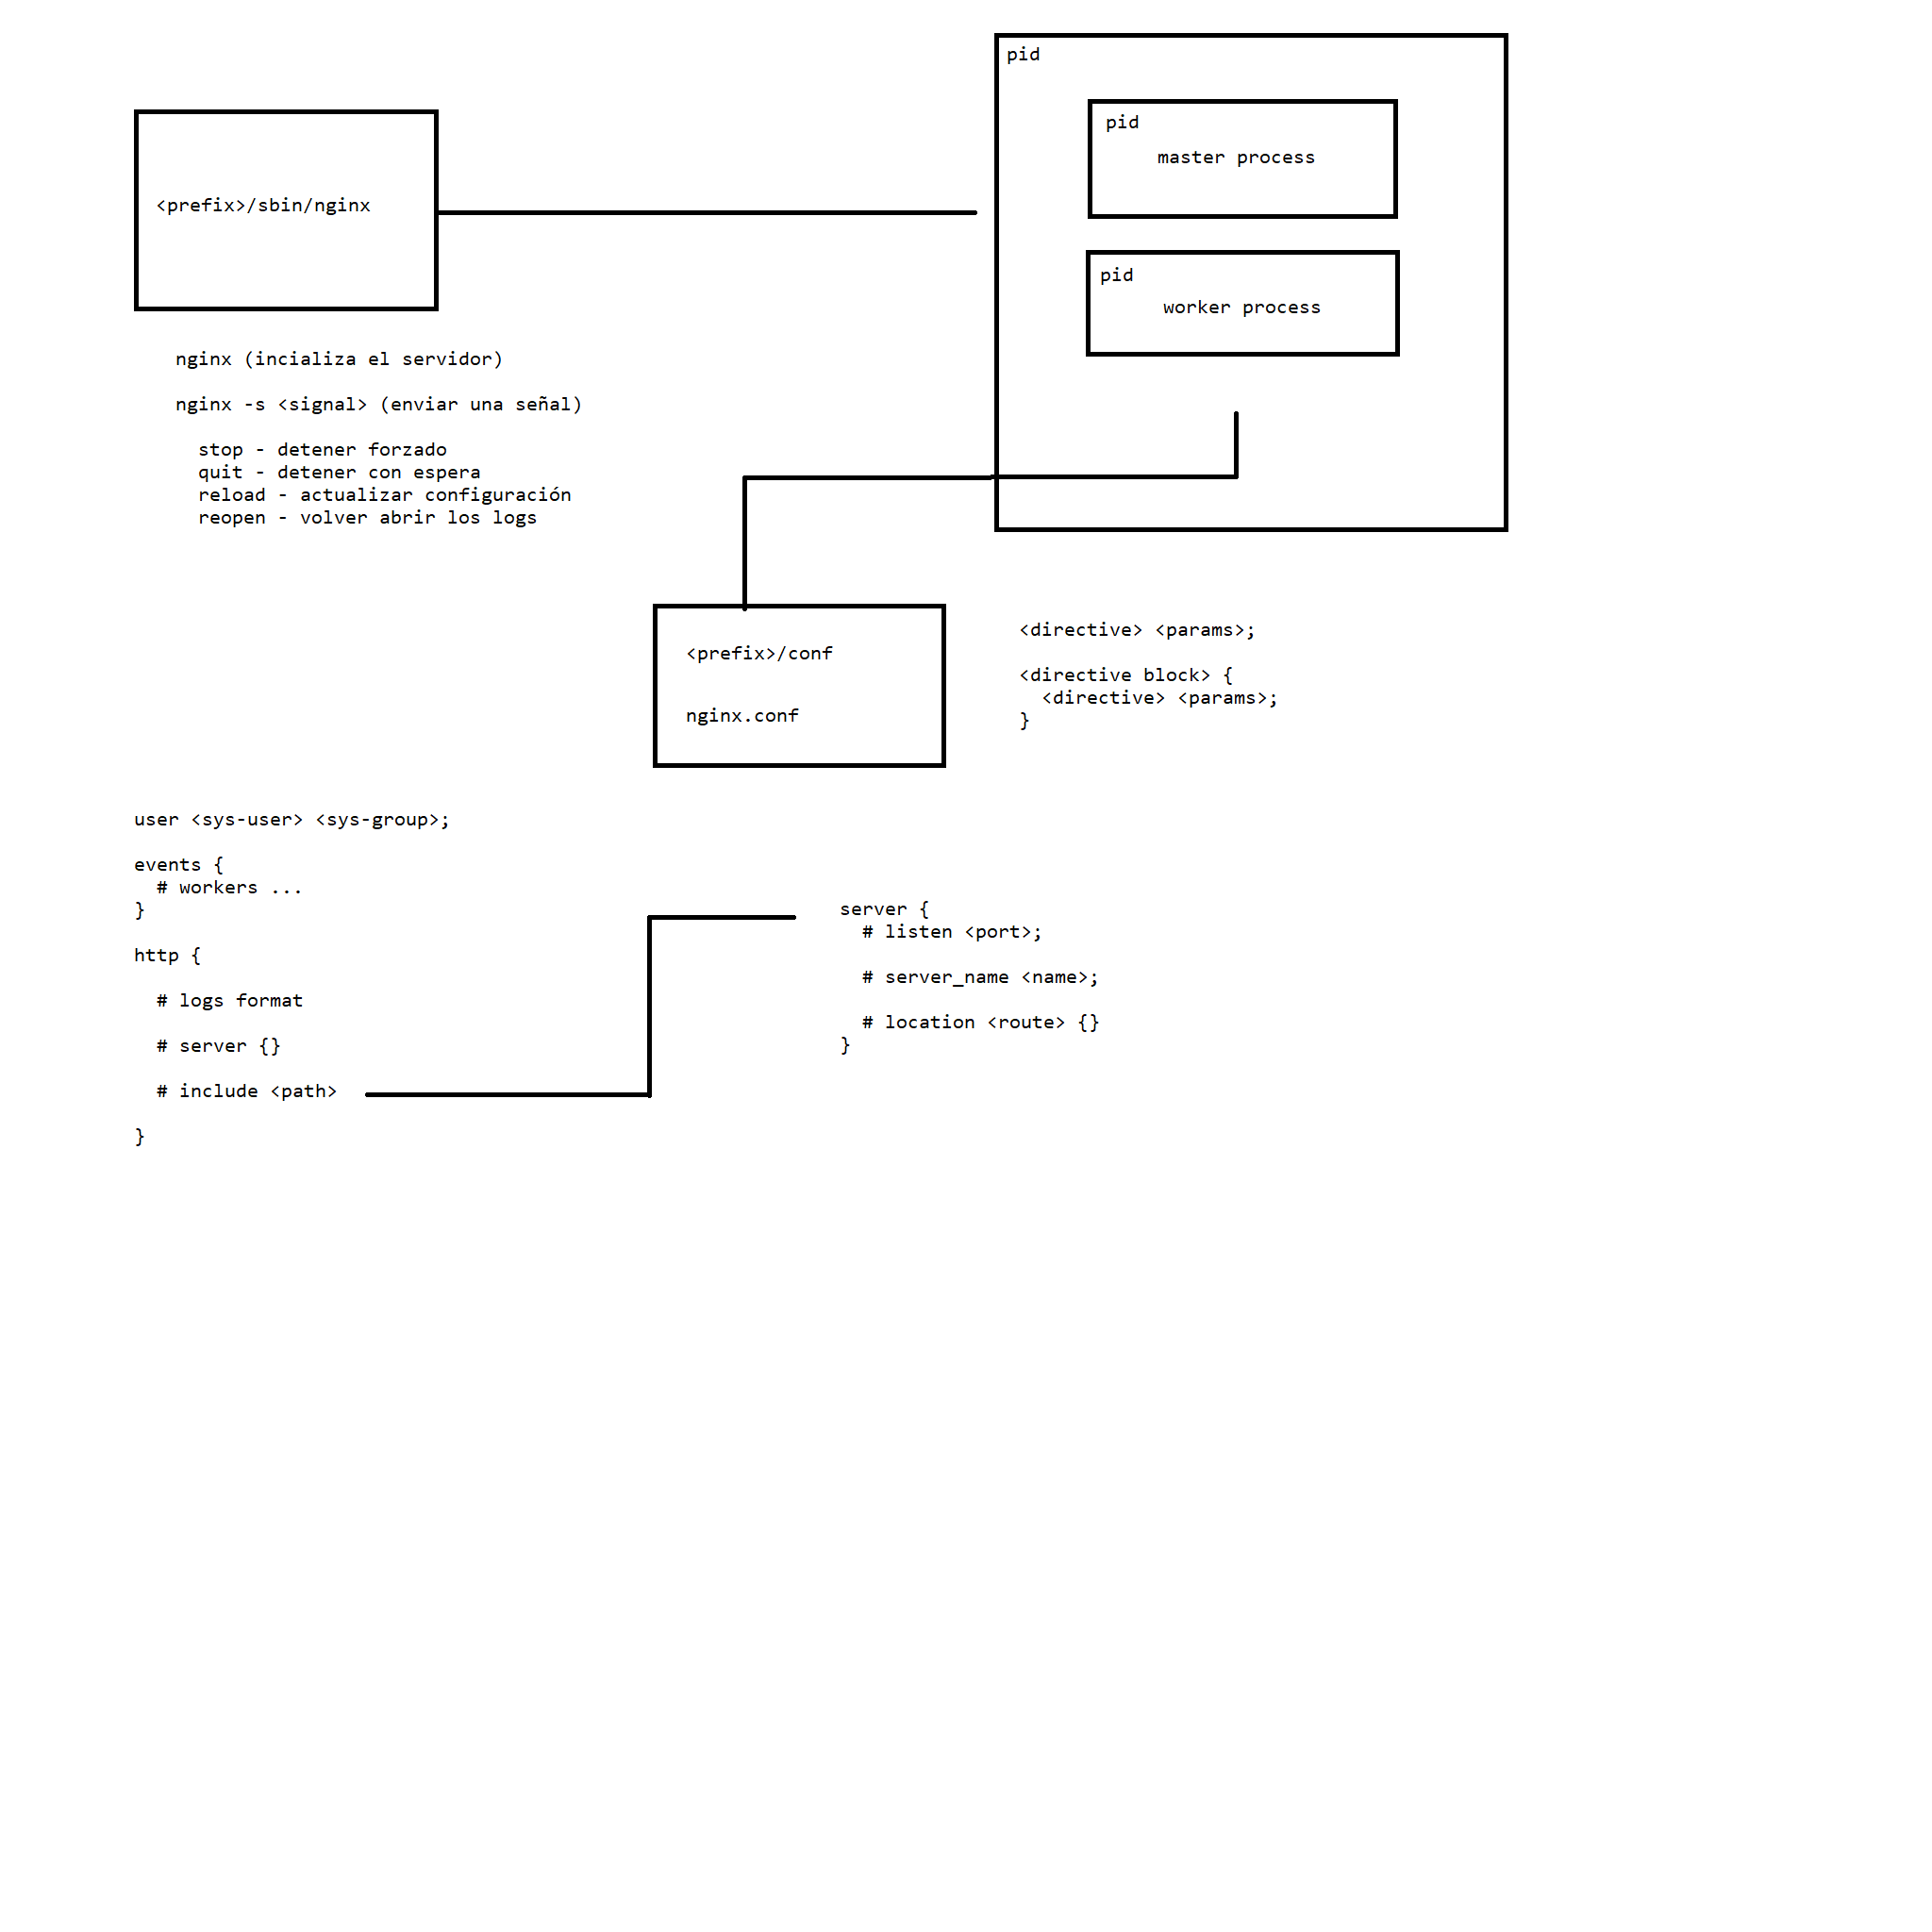 pid
pid
master process
<prefix>/sbin/nginx
pid
worker process
nginx (incializa el servidor)
nginx -s <signal> (enviar una señal)
stop - detener forzado
quit - detener con espera
reload - actualizar configuración
reopen - volver abrir los logs
<prefix>/conf
nginx.conf
<directive> <params>;
<directive block> {
<directive> <params>;
}
user <sys-user> <sys-group>;
events {
# workers ...
}
http {
# logs format
# server {}
# include <path>
}
server {
# listen <port>;
# server_name <name>;
# location <route> {}
}